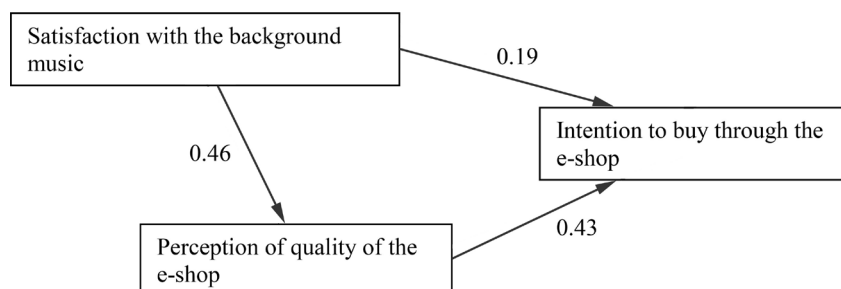 Satisfaction with the background
music
0.19
Intention to buy through the
e-shop
0.46
Perception of quality of the
e-shop
0.43